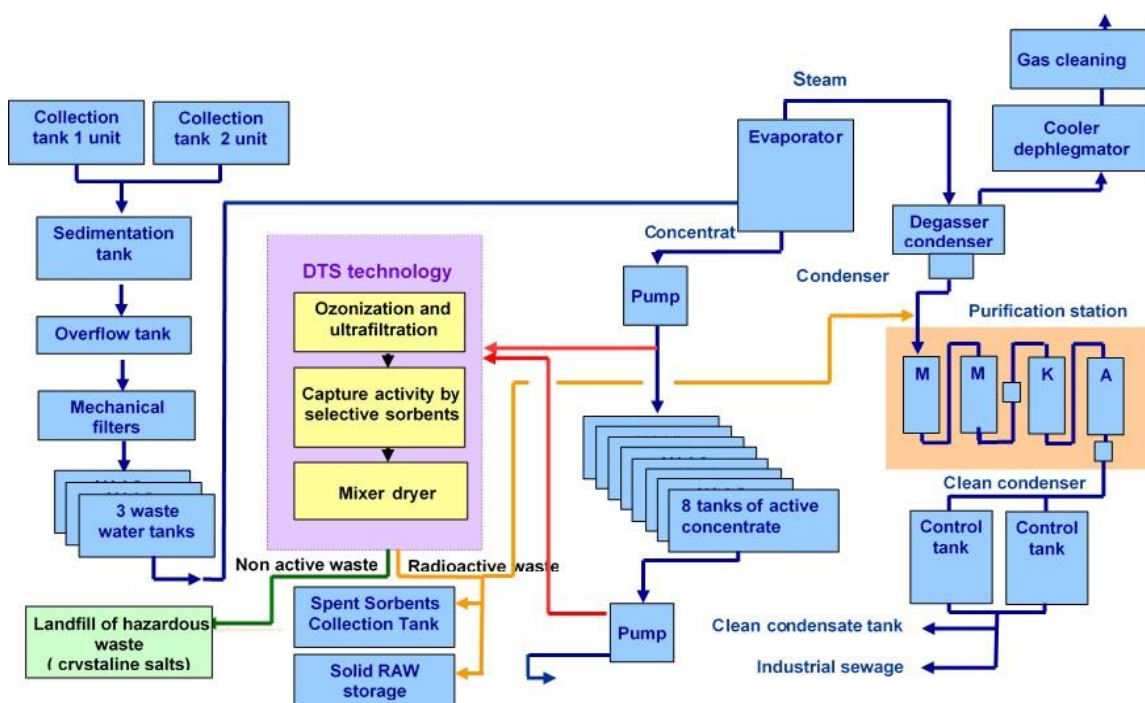 Collection
tank 1 unit
Collection
tank 2 unit
Sedimentation
tank
Overflow tank
Mechanical
filters
3 waste
water tanks
DTS technology
Ozonization and
ultrafiltration
Capture activity by
selective sorbents
Mixer dryer
Non active waste
Radioactive waste
Landfill of hazardous
waste
( crystaline salts)
Spent Sorbents
Collection Tank
Solid RAW
storage
Steam
Evaporator
Concentrat
Pump
8 tanks of active
concentrate
Pump
Gas cleaning
Cooler
dephlegmator
Degasser
condenser
Condenser
Purification station
M
M
K
A
Clean condenser
Control
tank
Control
tank
Clean condensate tank
Industrial sewage